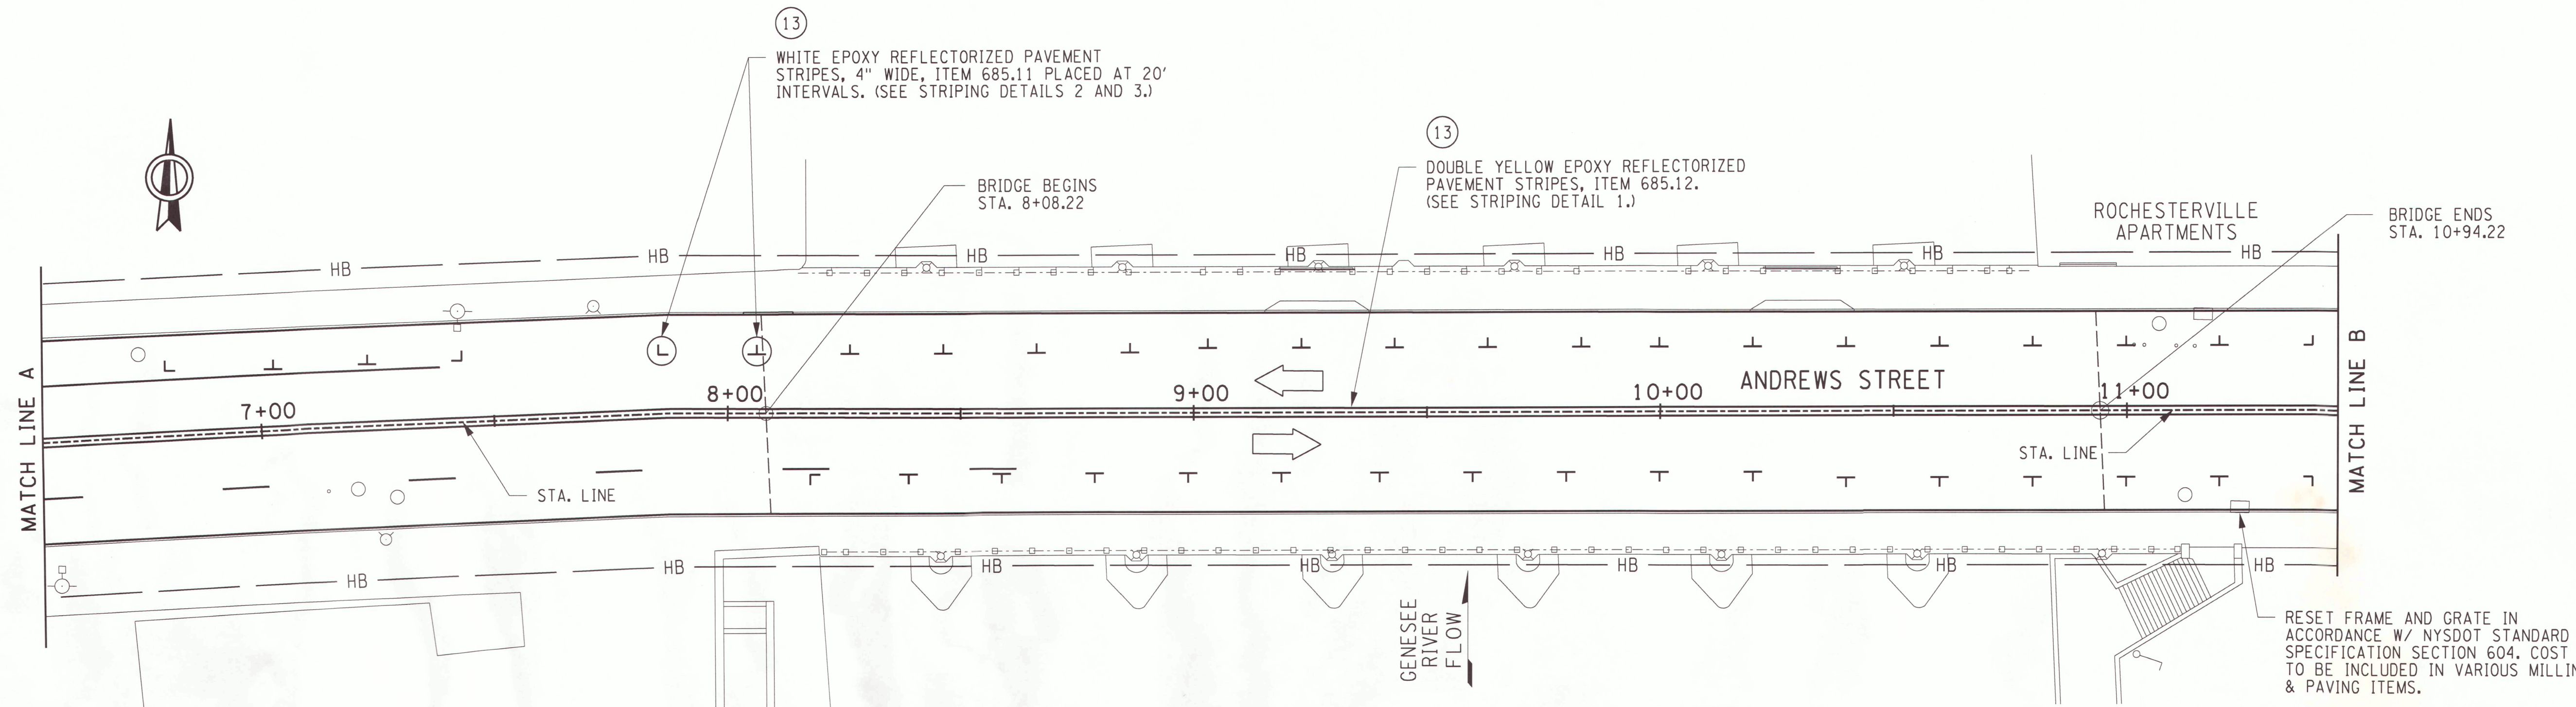 13
WHITE EPOXY REFLECTORIZED PAVEMENT
STRIPES, 4" WIDE, ITEM 685.11 PLACED AT 20'
INTERVALS. (SEE STRIPING DETAILS 2 AND 3.)
13
DOUBLE YELLOW EPOXY REFLECTORIZED
PAVEMENT STRIPES, ITEM 685.12.
(SEE STRIPING DETAIL 1.)
BRIDGE BEGINS
STA. 8+08.22
ROCHESTERVILLE
APARTMENTS
BRIDGE ENDS
STA. 10+94.22
HB
HB
HB
HB
HB
HB
HB
MATCH LINE A
7+00
8+00
9+00
10+00
ANDREWS STREET
11+00
MATCH LINE B
STA. LINE
STA. LINE
HB
HB
HB
HB
HB
HB
HB
GENESEE
RIVER
FLOW
RESET FRAME AND GRATE IN
ACCORDANCE W/ NYSDOT STANDARD
SPECIFICATION SECTION 604. COST
TO BE INCLUDED IN VARIOUS MILLIN
& PAVING ITEMS.